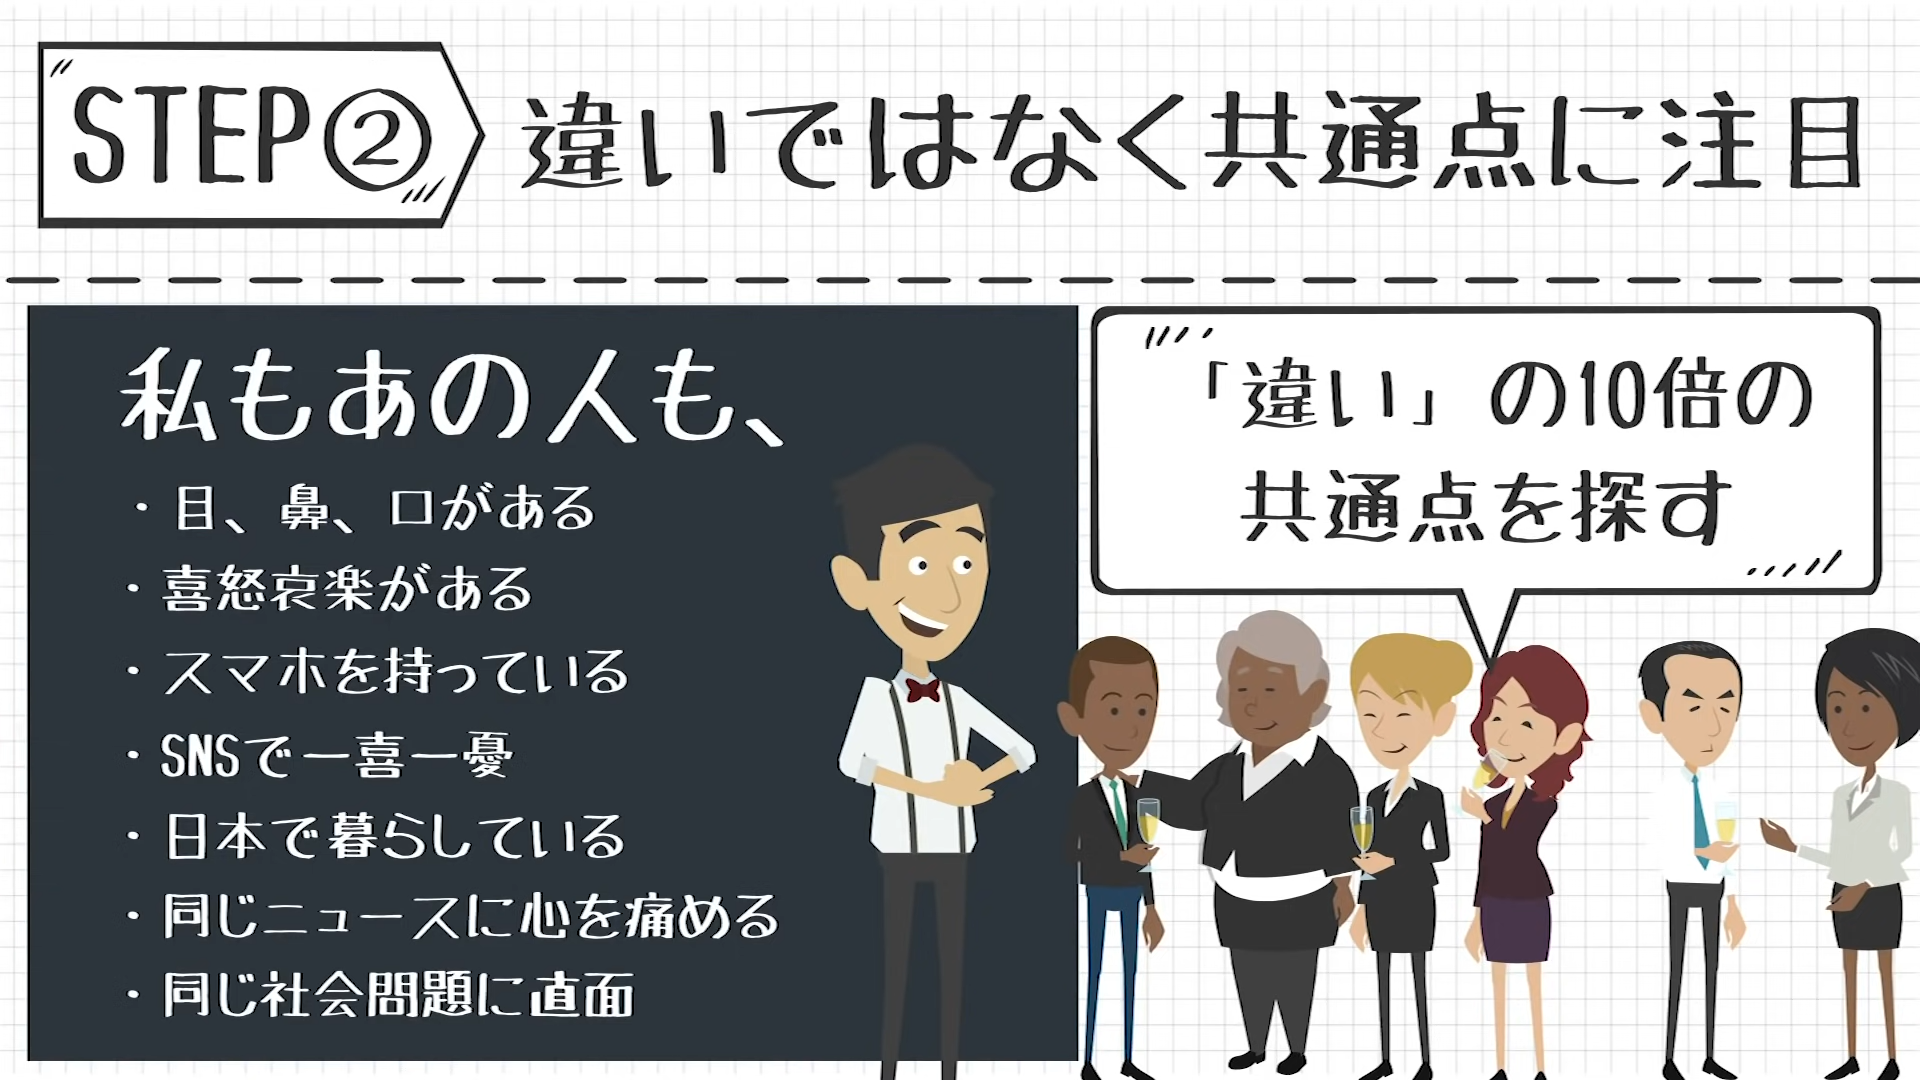 STEP② 違いではなく共通点に注目
私もあの人も、
・目、鼻、口がある
・喜怒哀楽がある
・スマホを持っている
・SNSで一喜一憂
・日本で暮らしている
・同じニュースに心を痛める
・同じ社会問題に直面
「違い」の10倍の
共通点を探す